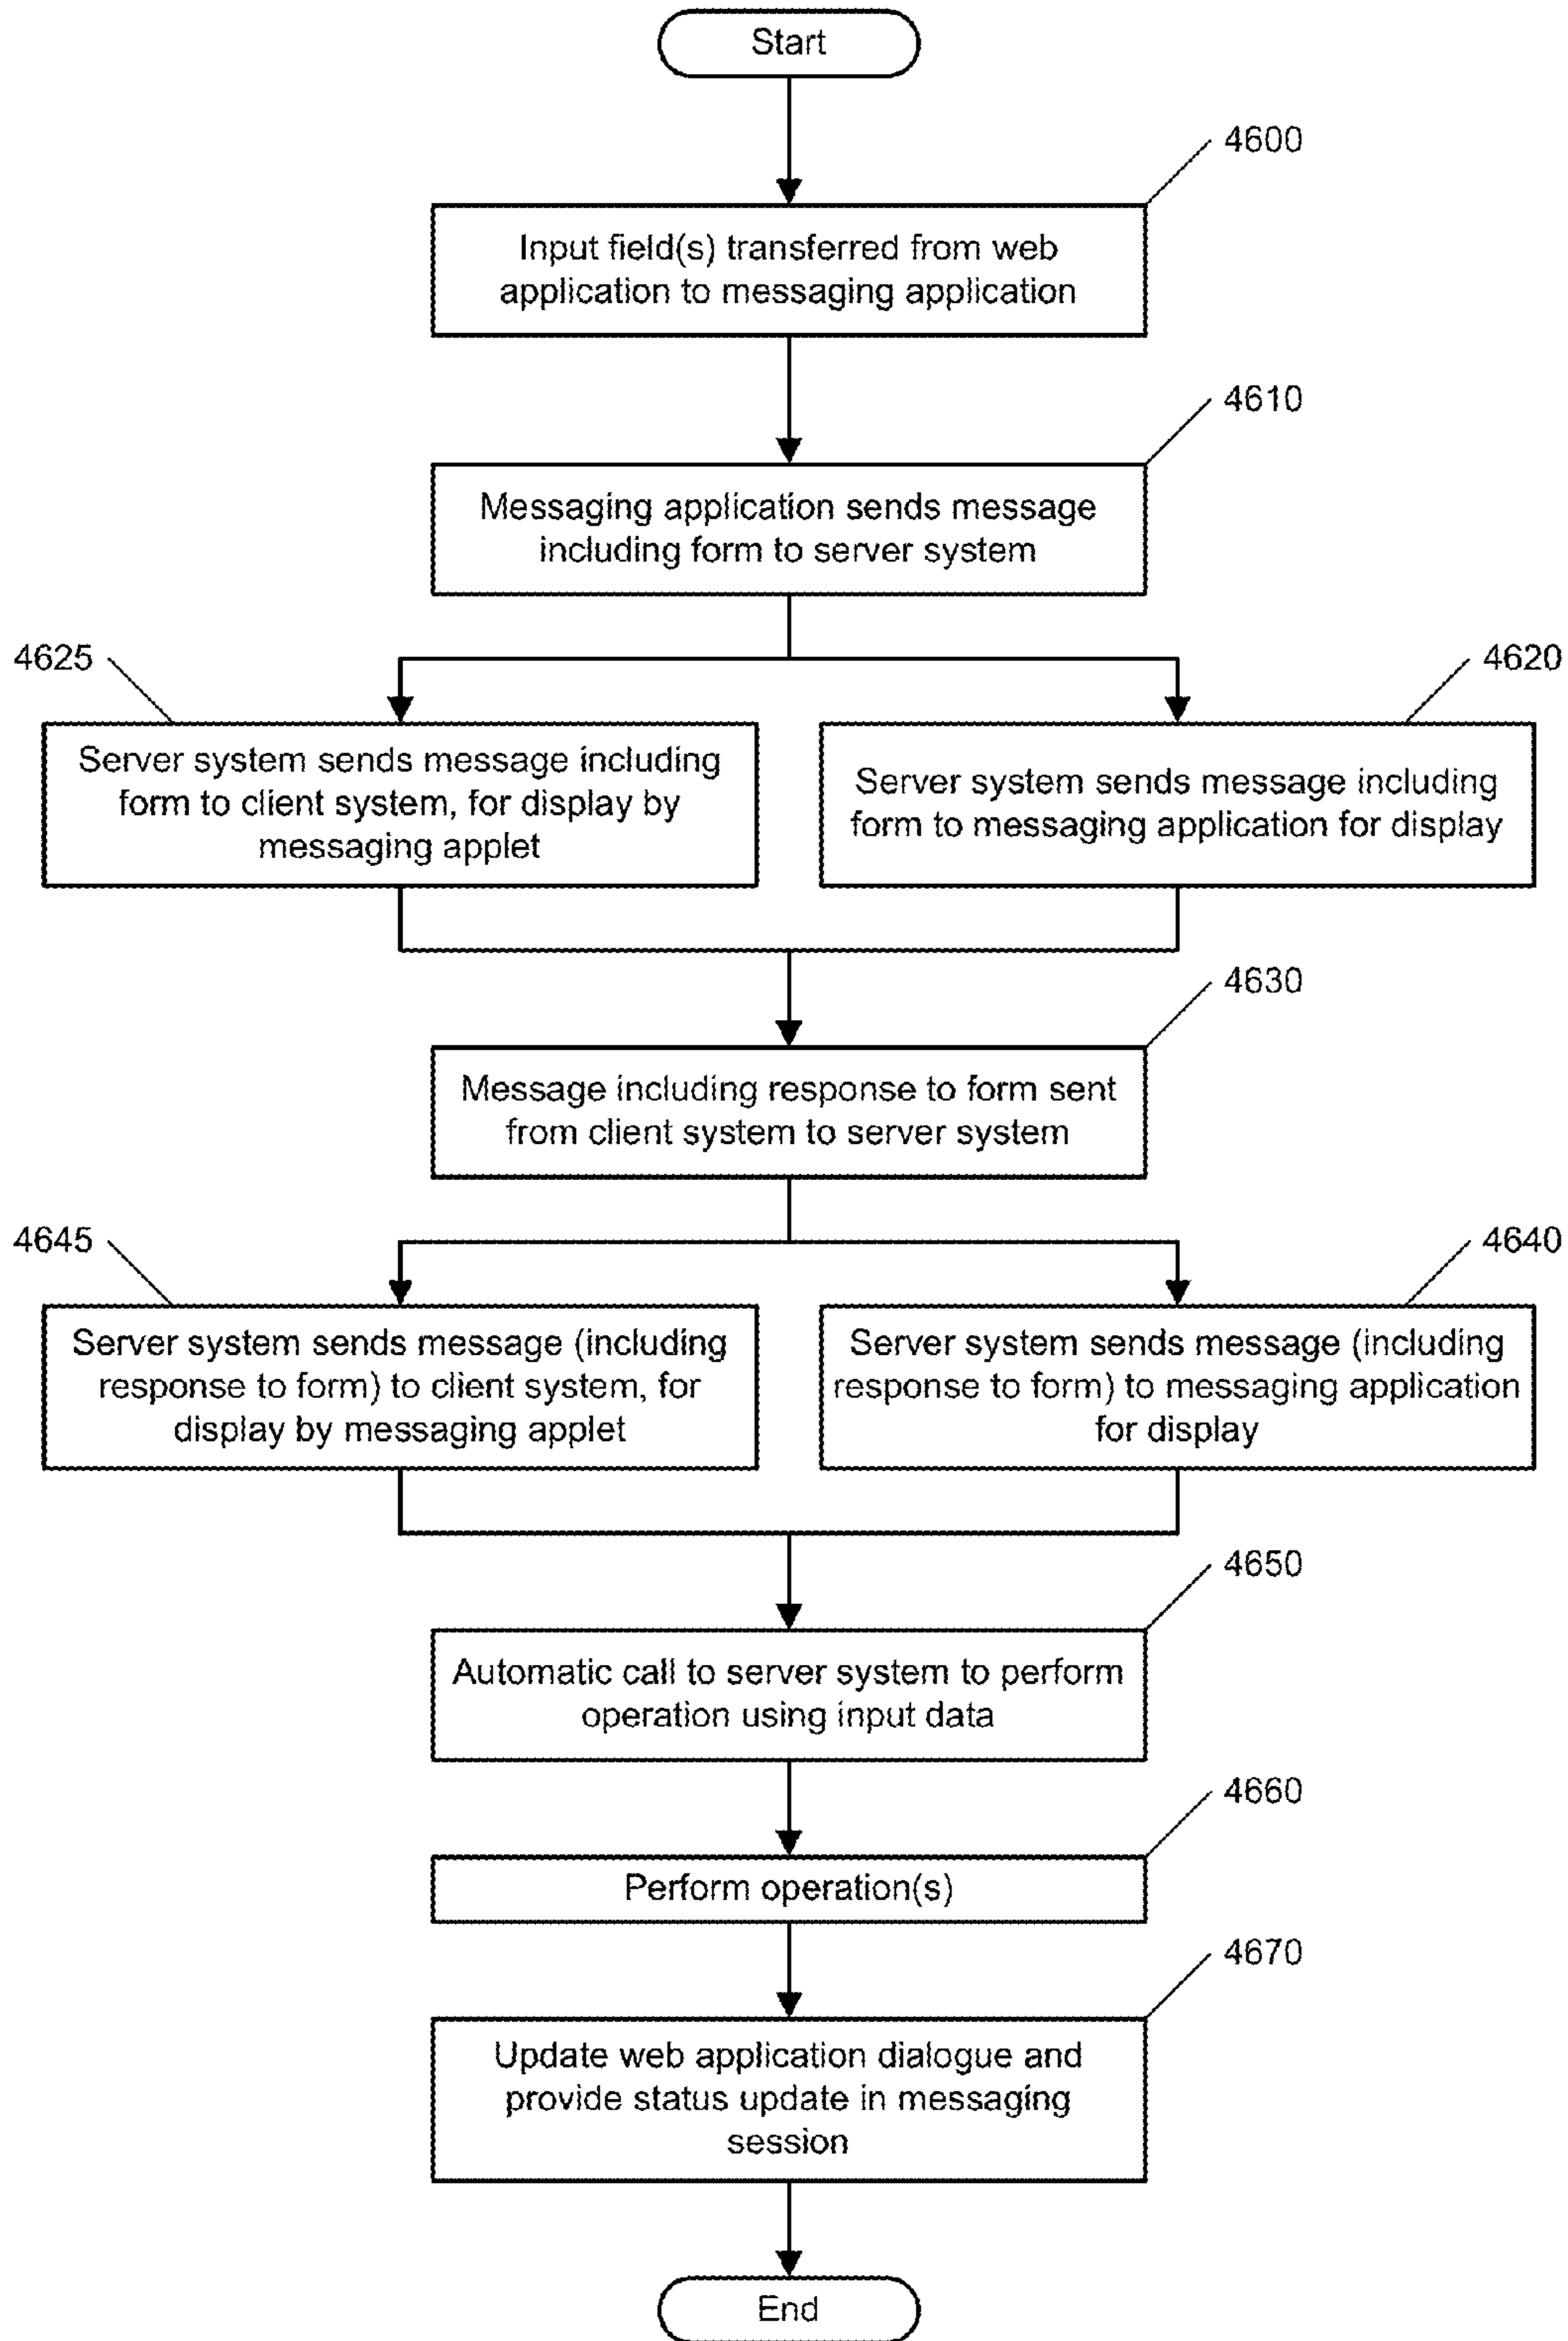 Start
4600
Input field(s) transferred from web
application to messaging application
4610
Messaging application sends message
including form to server system
4625
4620
Server system sends message including
form to client system, for display by
messaging applet
Server system sends message including
form to messaging application for display
4630
Message including response to form sent
from client system to server system
4645
4640
Server system sends message (including
response to form) to client system, for
display by messaging applet
Server system sends message (including
response to form) to messaging application
for display
4650
Automatic call to server system to perform
operation using input data
4660
Perform operation(s)
4670
Update web application dialogue and
provide status update in messaging
session
End